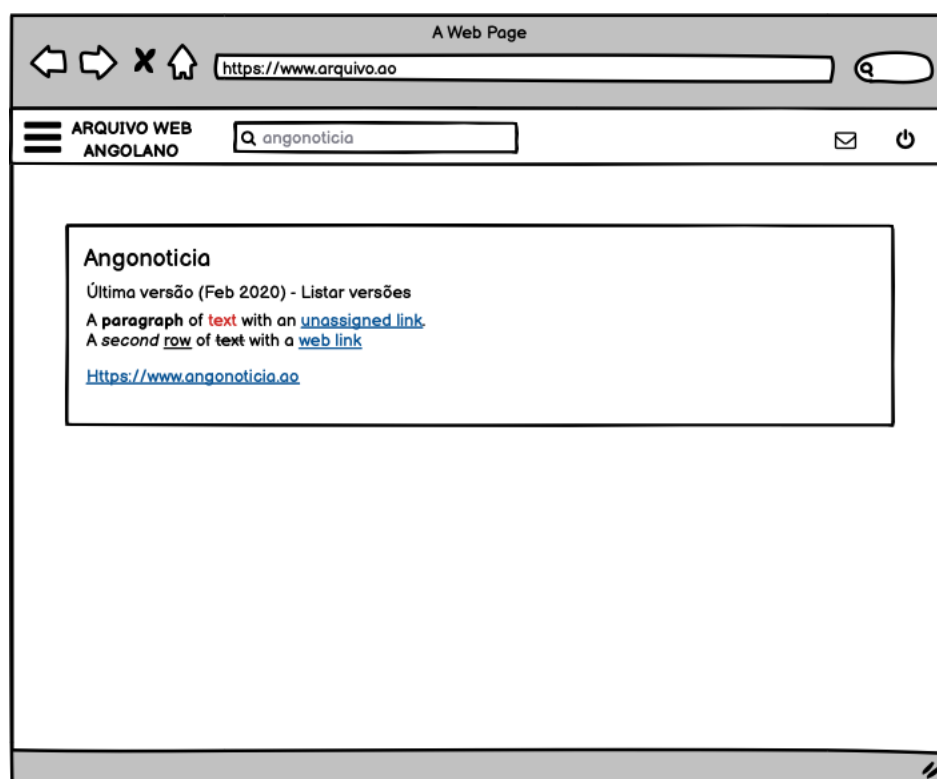 A Web Page
https://www.arquivo.ao
ARQUIVO WEB
ANGOLANO
angonoticia
Angonoticia
Última versão (Feb 2020) - Listar versões
A paragraph of text with an unassigned link.
A second row of text with a web link
Https://www.angonoticia.ao